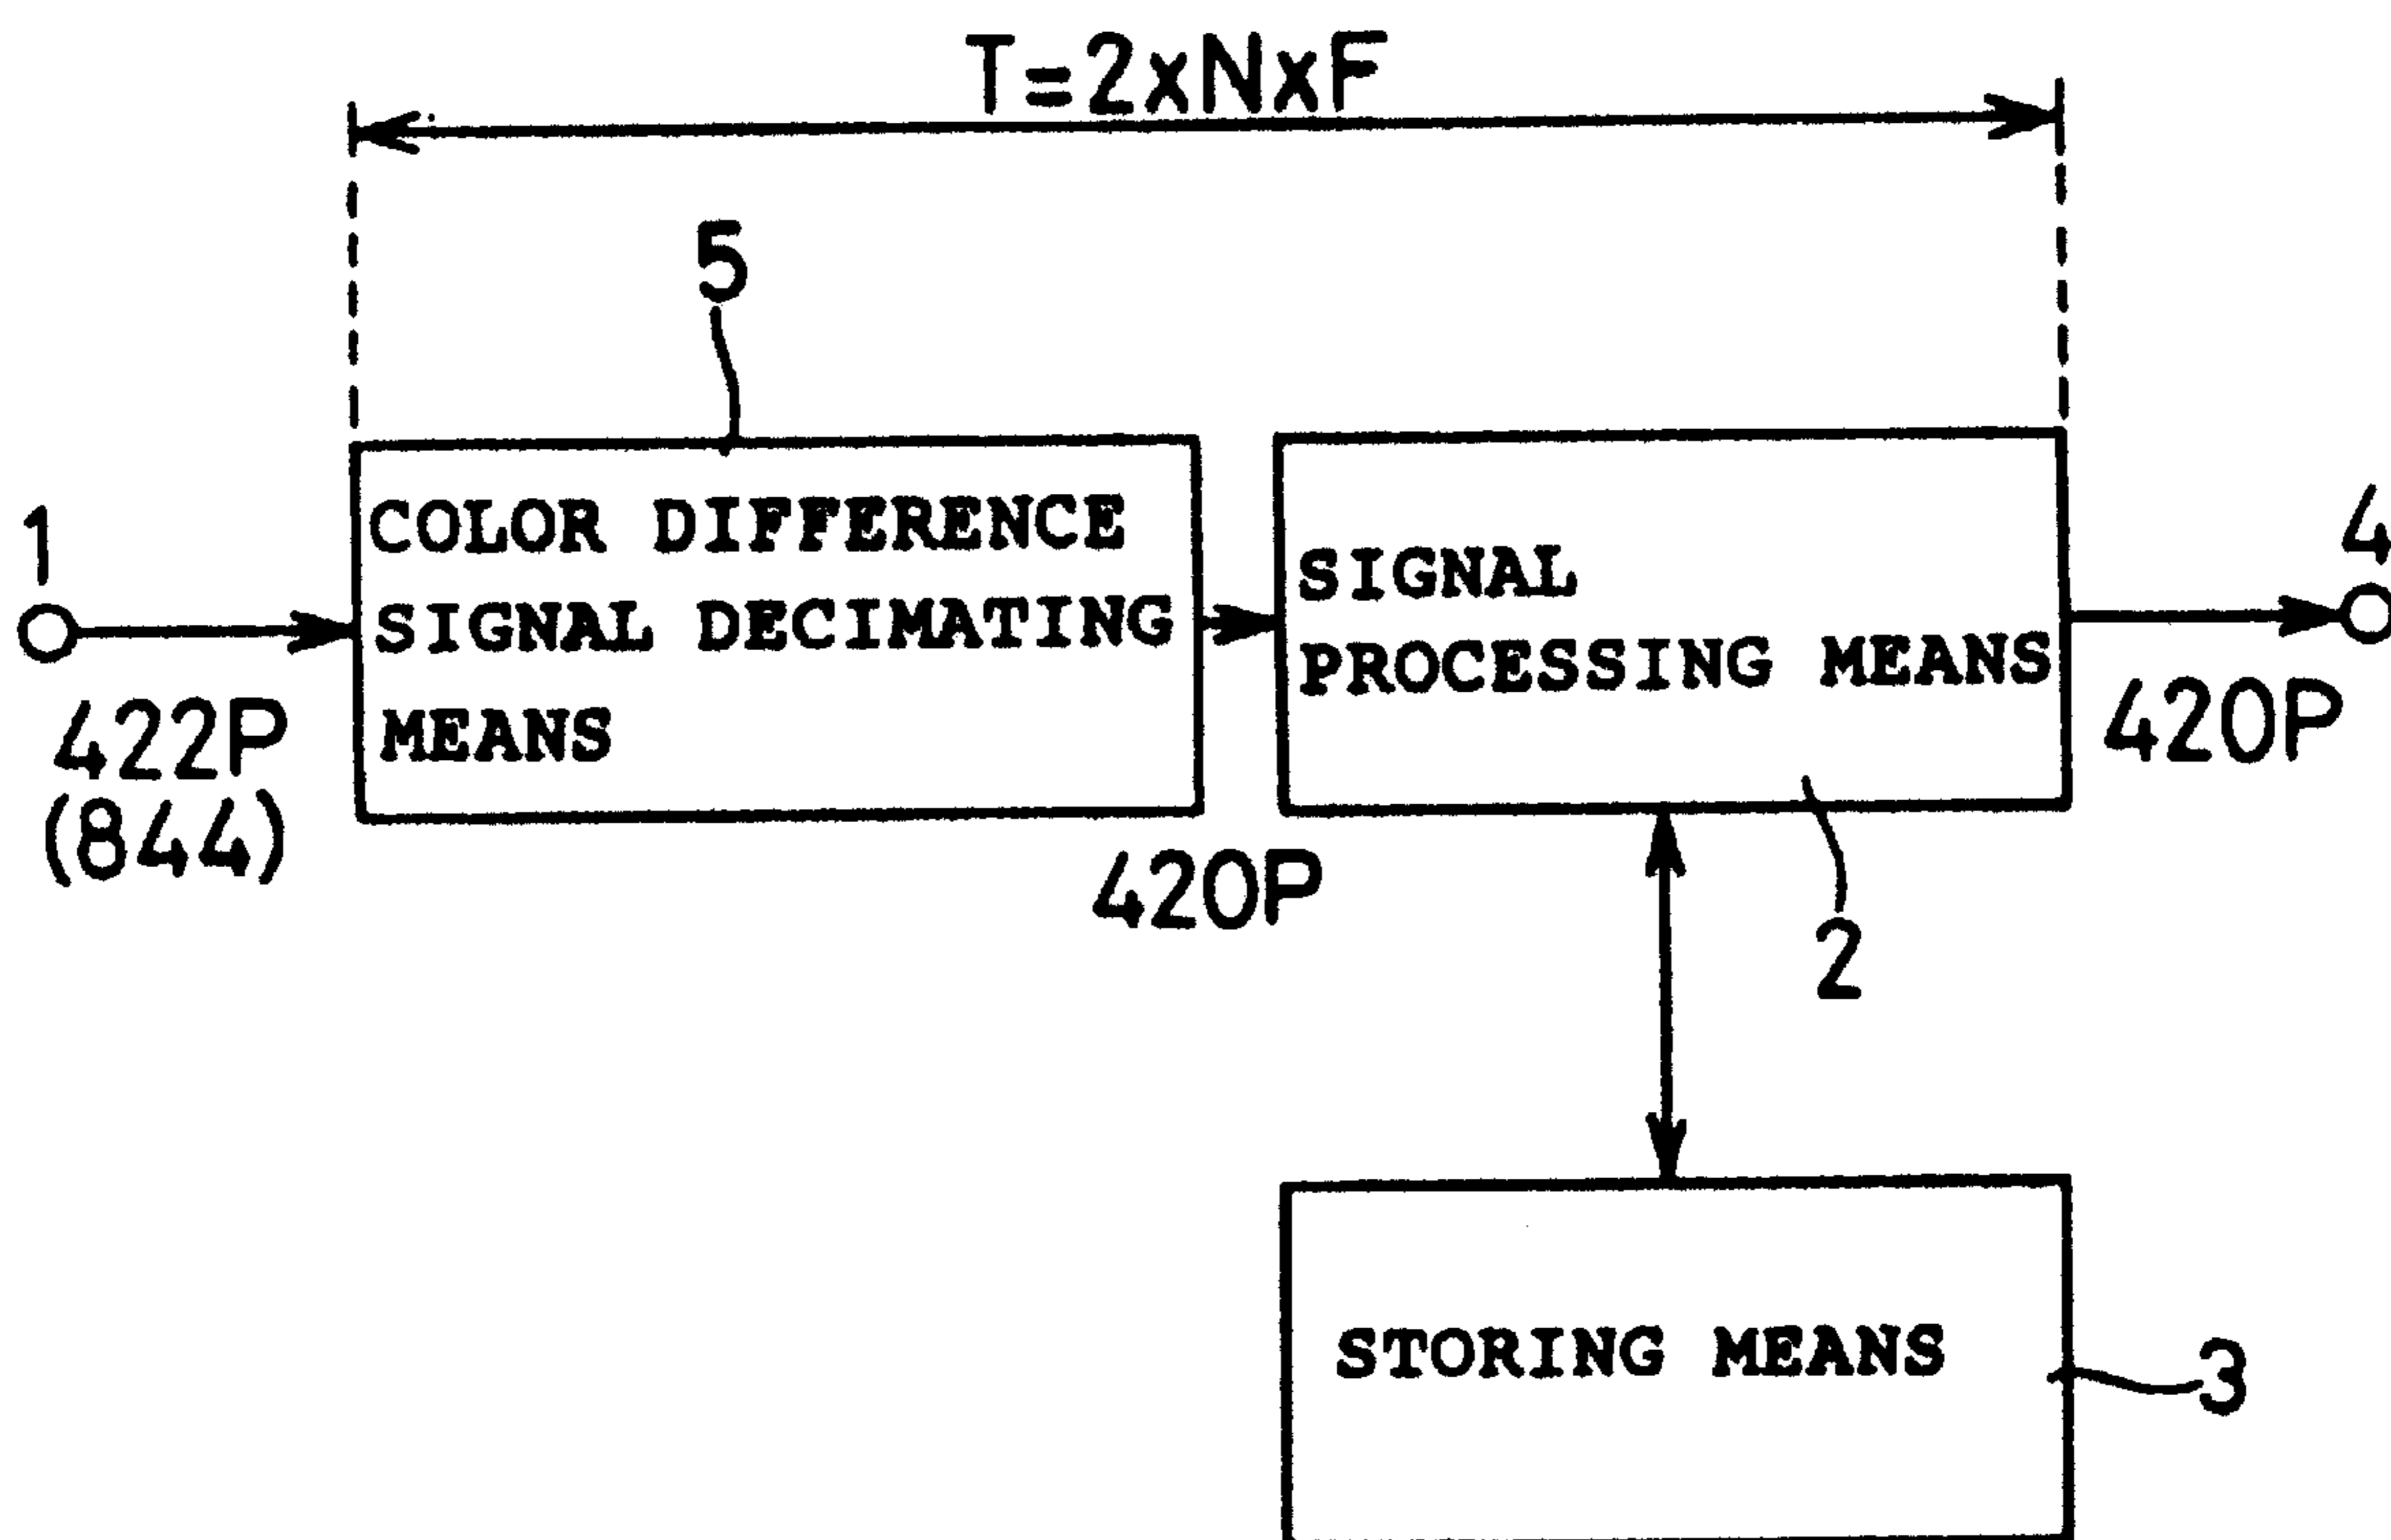 T=2xNxF
5
1
COLOR DIFFERENCE
SIGNAL DECIMATING
MEANS
SIGNAL
PROCESSING MEANS
4
422P
(844)
420P
420P
2
STORING MEANS
3